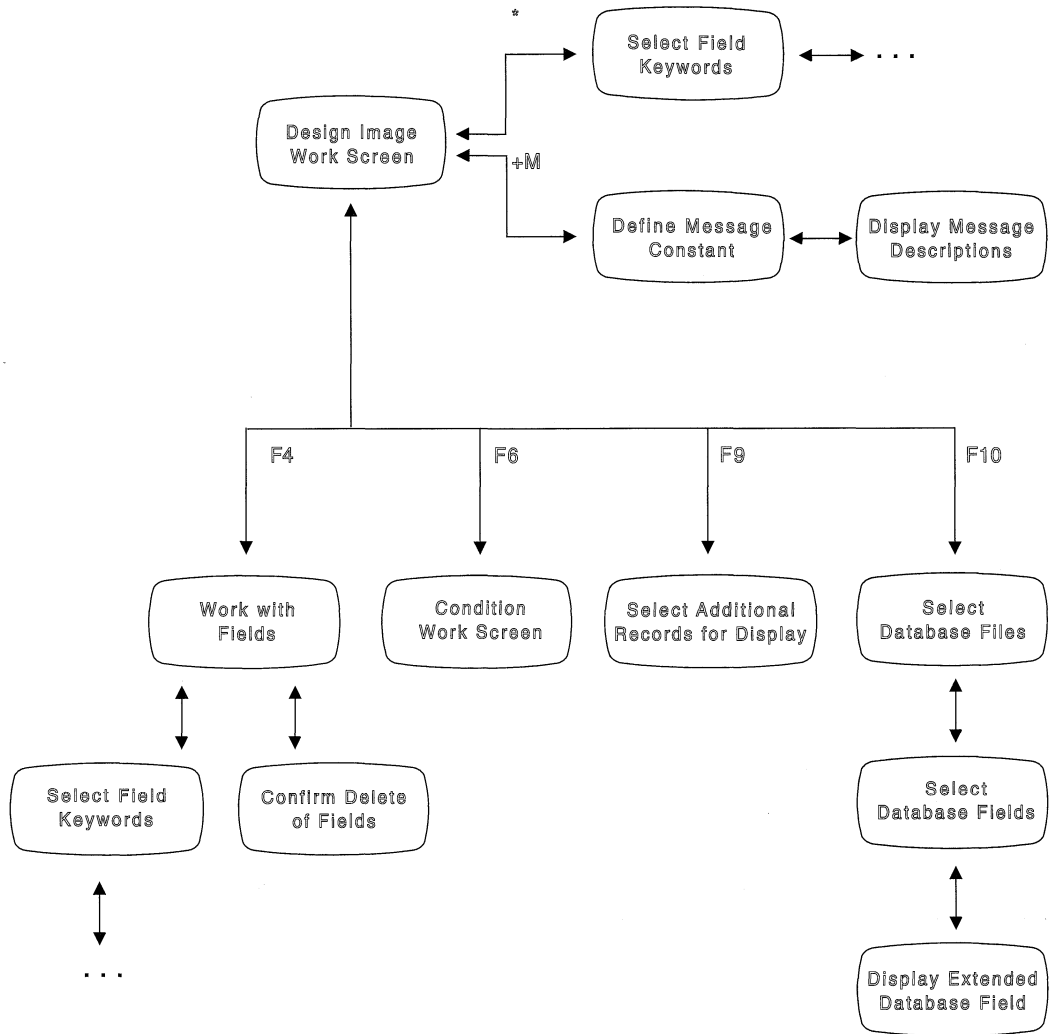 *
Select Field
Keywords
. . .
Design Image
Work Screen
+M
Define Message
Constant
Display Message
Descriptions
F4
F6
F9
F10
Work with
Fields
Condition
Work Screen
Select Additional
Records for Display
Select
Database Files
Select Field
Keywords
Confirm Delete
of Fields
Select
Database Fields
. . .
Display Extended
Database Field